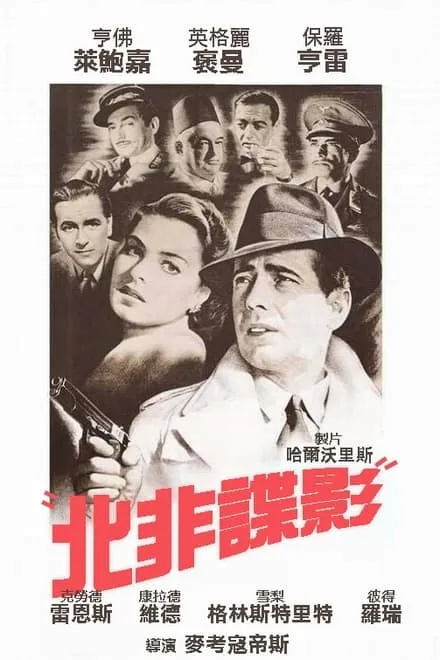 亨佛 英格麗 保羅
萊鮑嘉 褒曼 亨雷
製片
哈爾沃里斯
"北非諜影"
克勞德 康拉德 雪梨 彼得
雷恩斯 維德 格林斯特里特 羅瑞
導演 麥考寇帝斯